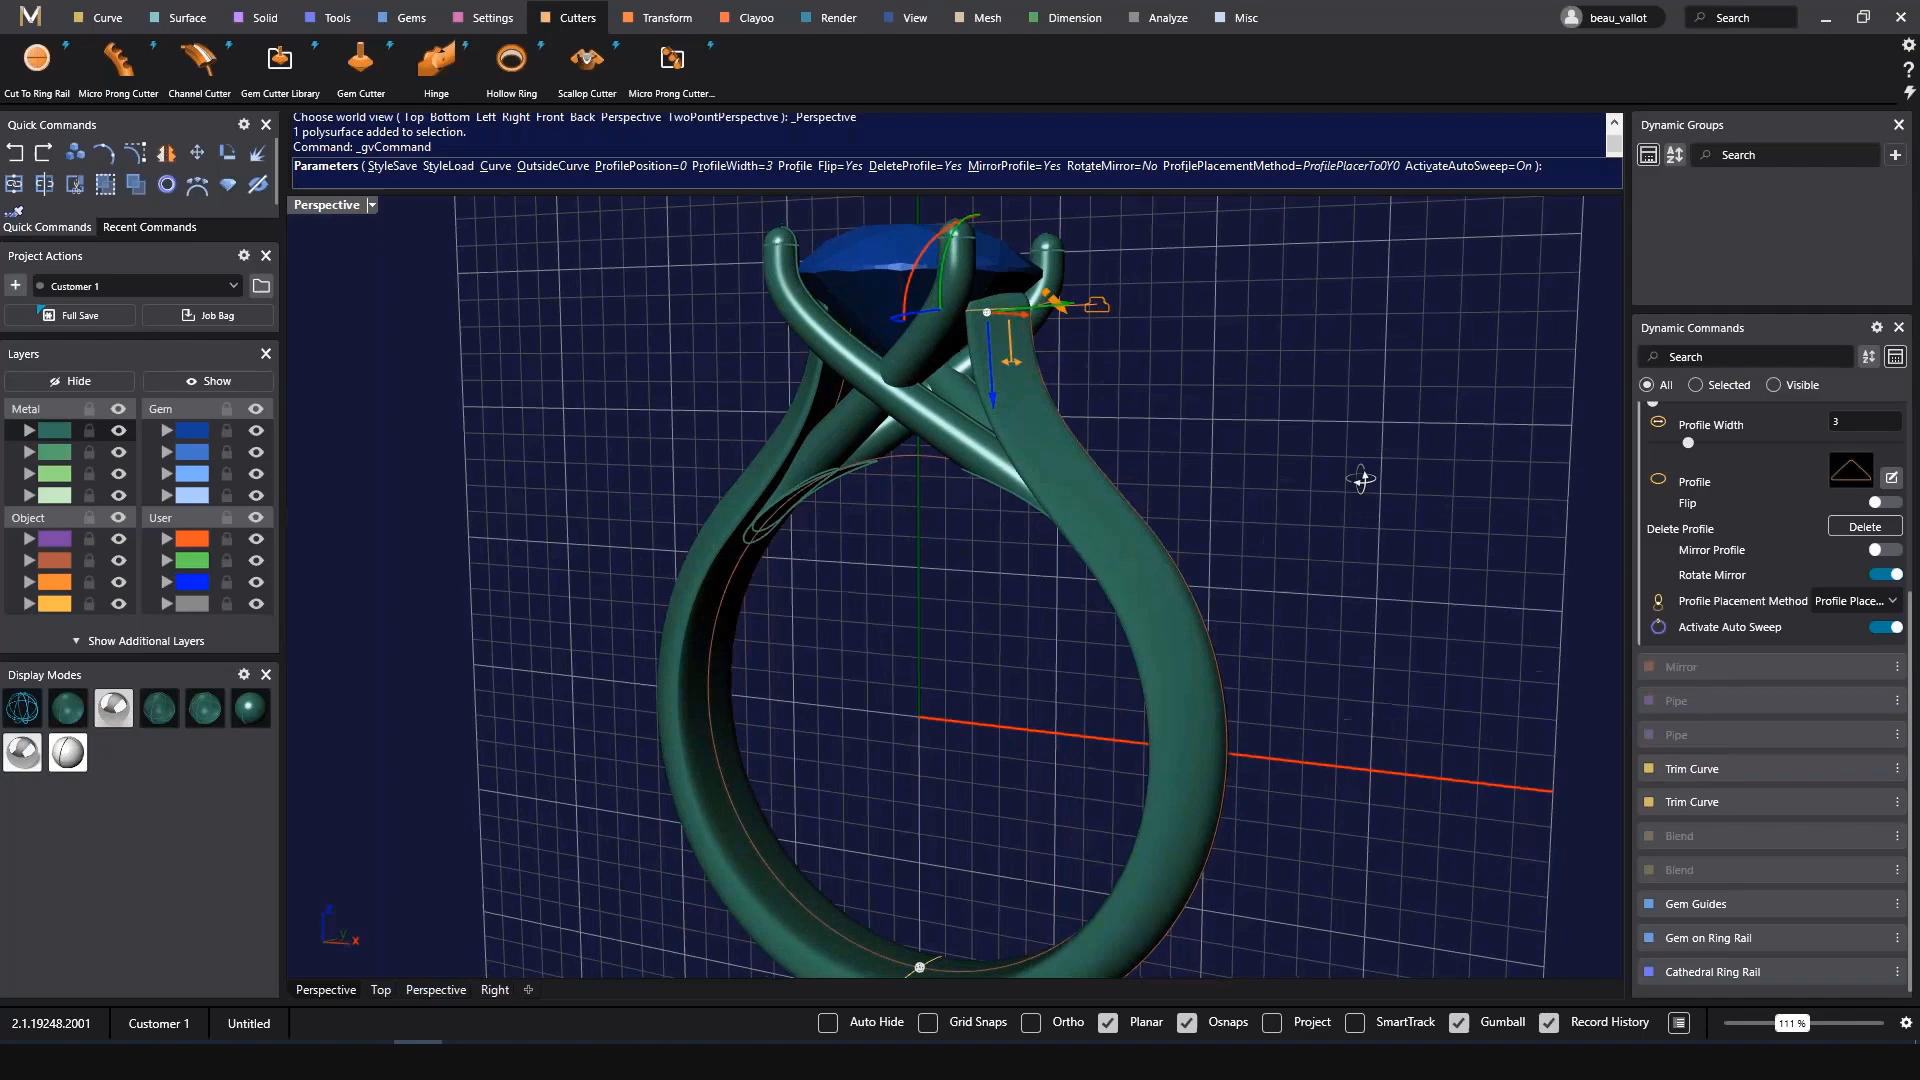 Curve Surface Solid Tools Gems Settings Cutters Transform Clayoo Render View Mesh Dimension Analyze Misc beau_vallot Search
Cut To Ring Rail Micro Prong Cutter Channel Cutter Gem Cutter Library Gem Cutter Hinge Hollow Ring Scallop Cutter Micro Prong Cutter...
Quick Commands
Quick Commands Recent Commands
Project Actions
Customer 1
Full Save Job Bag
Layers
Hide Show
Metal Gem
Object User
Show Additional Layers
Display Modes
Choose world view ( Top Bottom Left Right Front Back Perspective TwoPointPerspective ): _Perspective
1 polysurface added to selection.
Command: _gvCommand
Parameters ( StyleSave StyleLoad Curve OutsideCurve ProfilePosition=0 ProfileWidth=3 Profile Flip=Yes DeleteProfile=Yes MirrorProfile=Yes RotateMirror=No ProfilePlacementMethod=ProfilePlacerTo0Y0 ActivateAutoSweep=On ):
Perspective
z
y
x
Perspective Top Perspective Right
Dynamic Groups
Search
Dynamic Commands
Search
All Selected Visible
Profile Width 3
Profile
Flip
Delete Profile Delete
Mirror Profile
Rotate Mirror
Profile Placement Method Profile Place...
Activate Auto Sweep
Mirror
Pipe
Pipe
Trim Curve
Trim Curve
Blend
Blend
Gem Guides
Gem on Ring Rail
Cathedral Ring Rail
2.1.19248.2001 Customer 1 Untitled Auto Hide Grid Snaps Ortho Planar Osnaps Project SmartTrack Gumball Record History 111 %